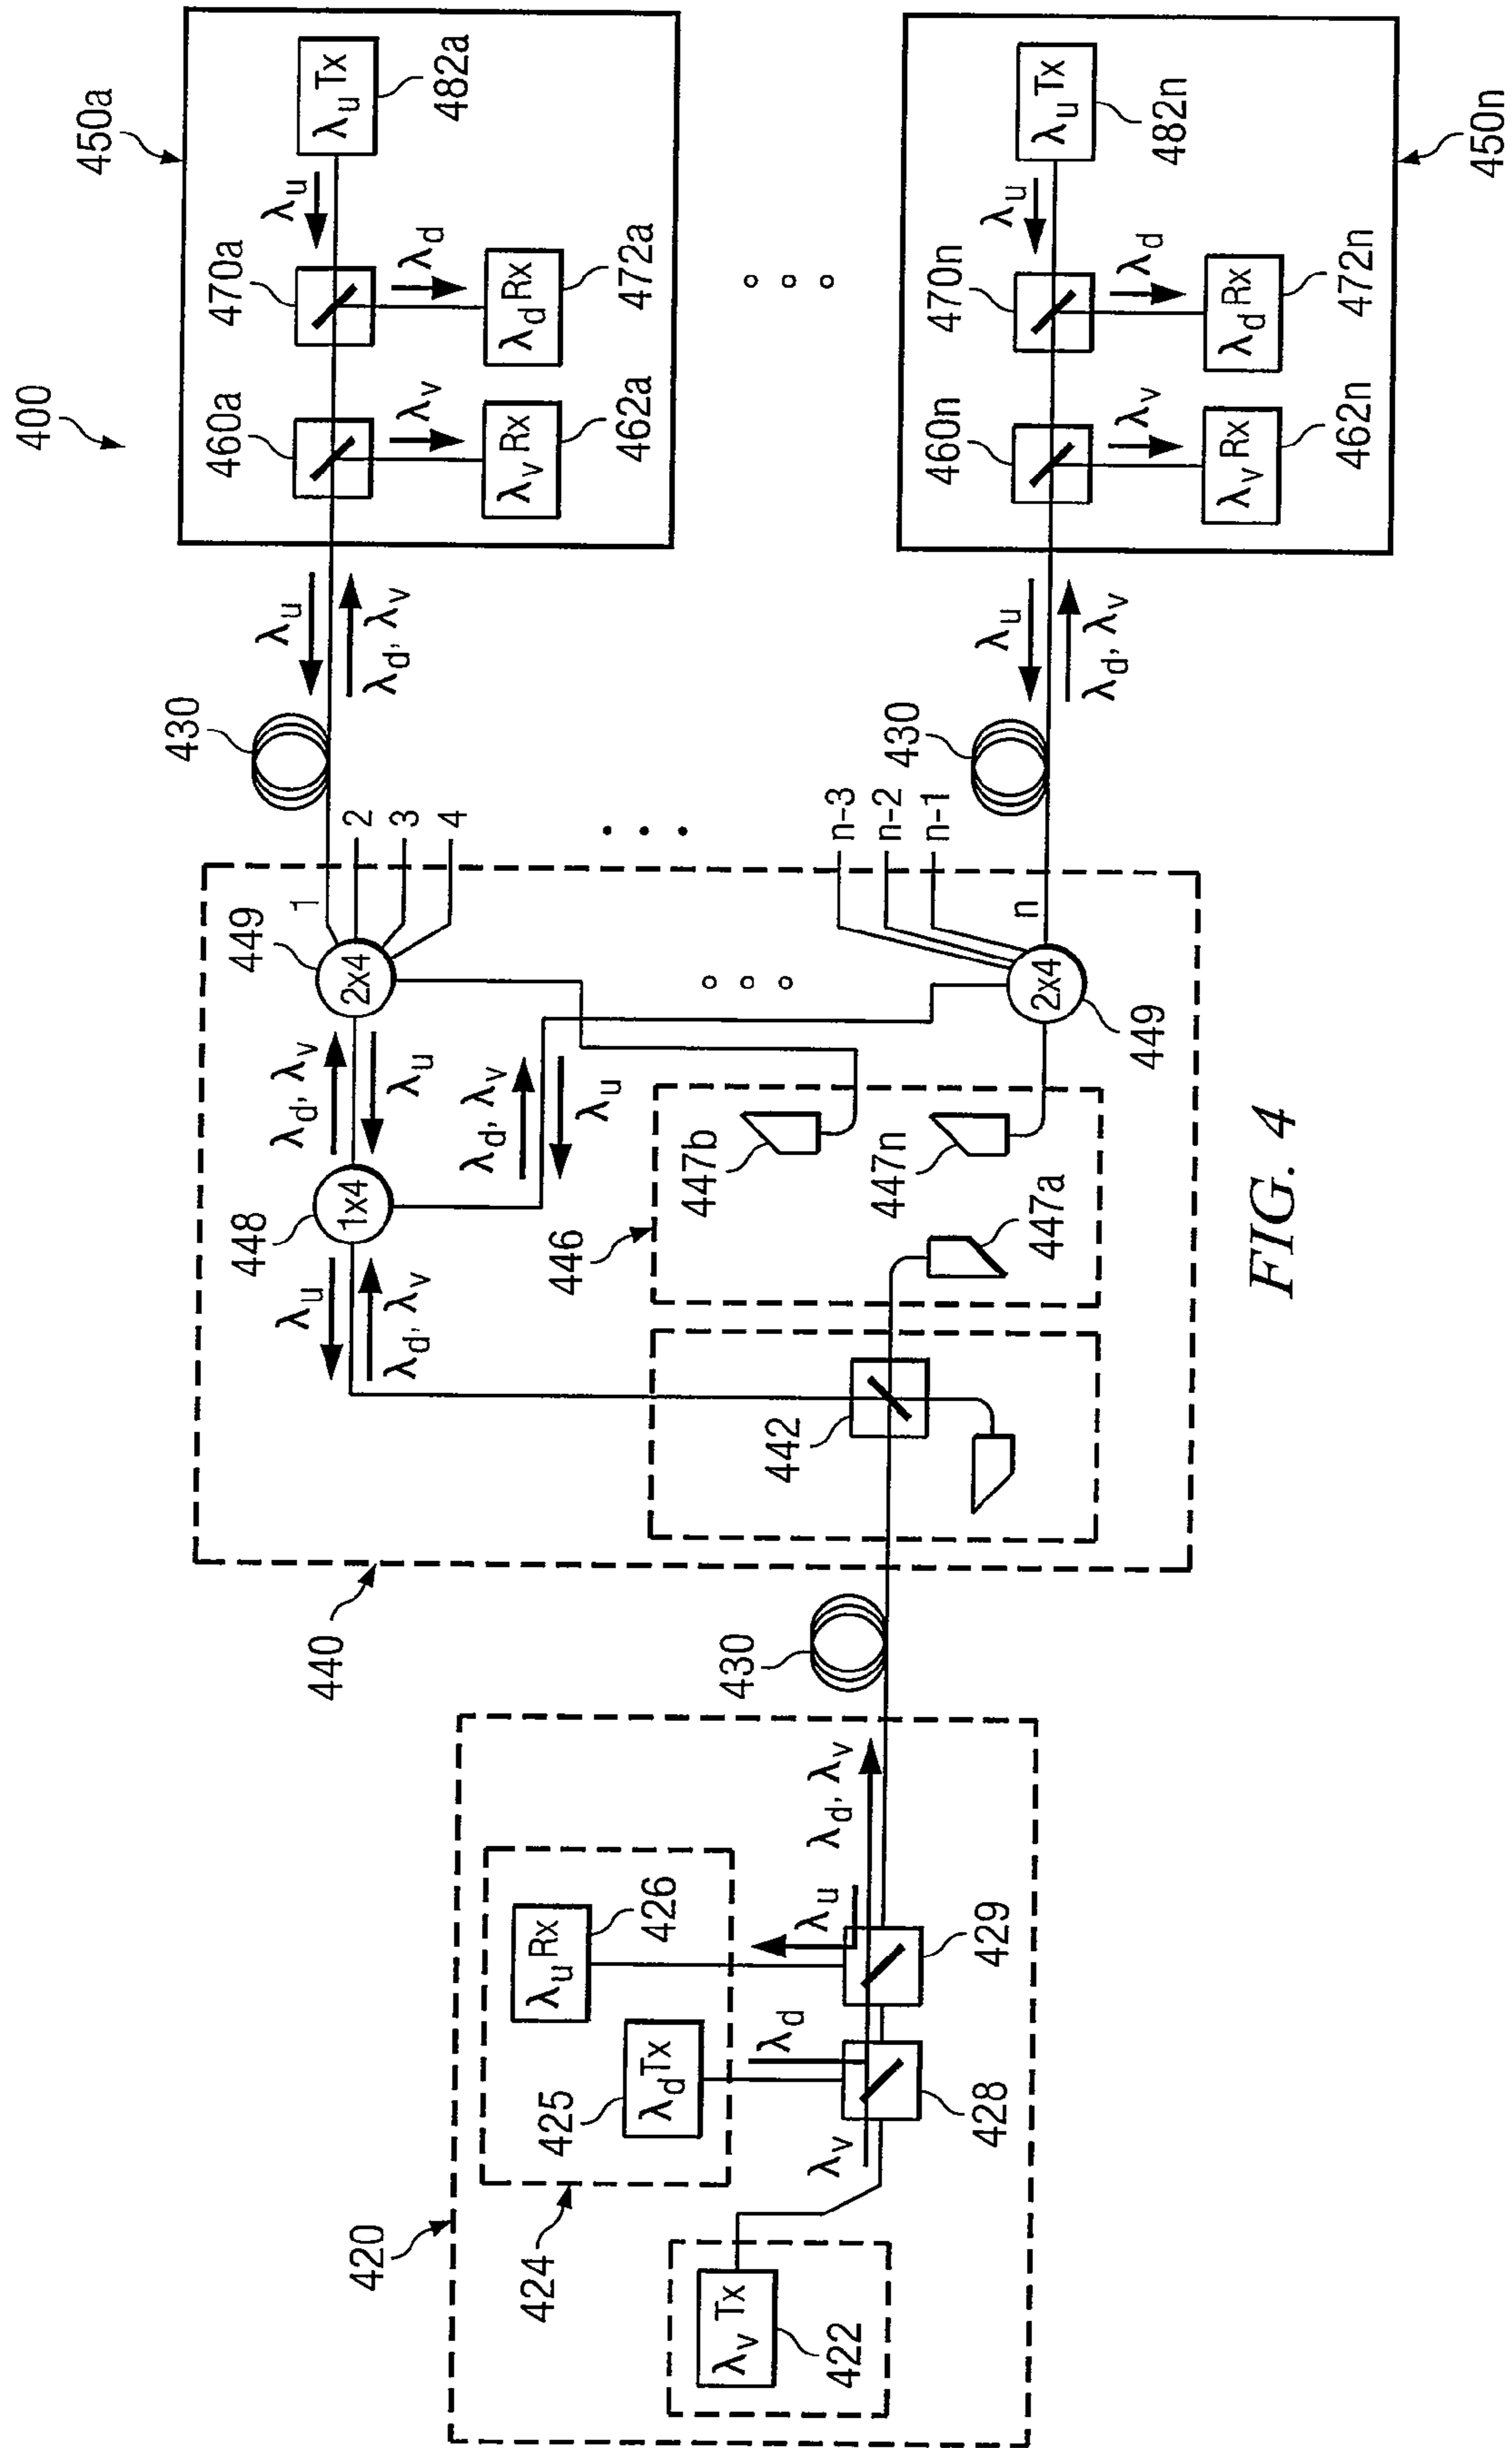 400
420
422
λv Tx
424
425
λd Tx
426
λu Rx
λv
λd
λu
λd, λv
428
429
430
440
442
λu
λd, λv
448
1x4
λd, λv
λu
λd, λv
λu
446
447a
447b
447n
449
2x4
1
2
3
4
449
2x4
n-3
n-2
n-1
n
430
λu
λd, λv
430
λu
λd, λv
450a
460a
470a
λu
λu Tx
482a
λv
λd
λv Rx
462a
λd Rx
472a
450n
460n
470n
λu
λu Tx
482n
λv
λd
λv Rx
462n
λd Rx
472n
FIG. 4